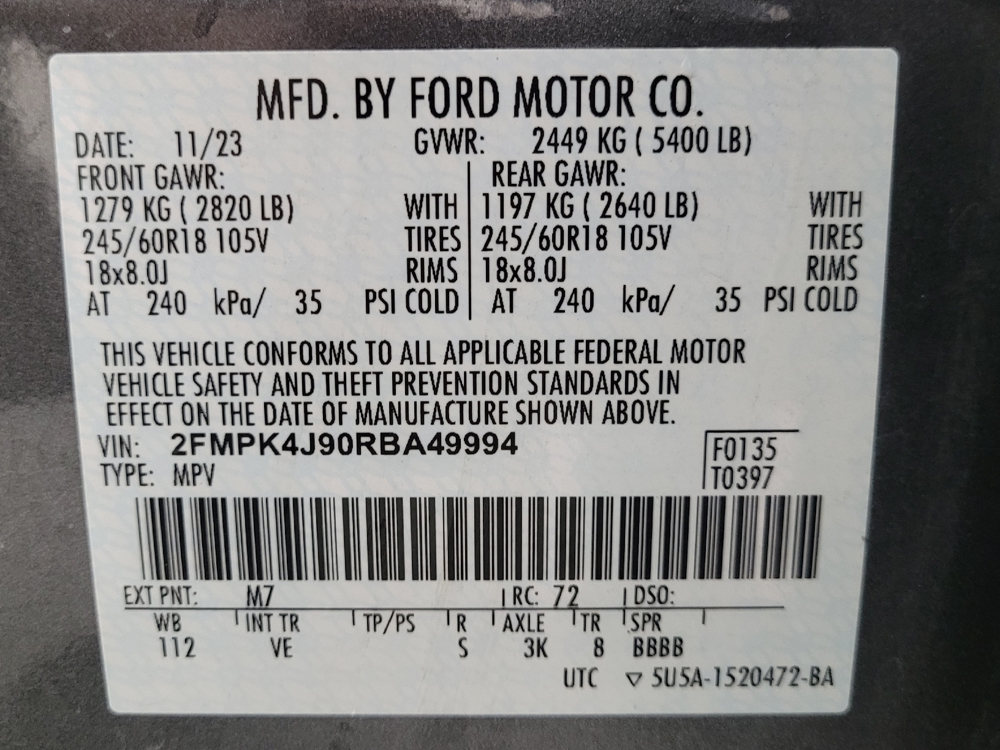 MFD. BY FORD MOTOR CO.
DATE: 11/23 GVWR: 2449 KG ( 5400 LB)
FRONT GAWR: REAR GAWR:
1279 KG ( 2820 LB) WITH 1197 KG ( 2640 LB) WITH
245/60R18 105V TIRES 245/60R18 105V TIRES
18x8.0J RIMS 18x8.0J RIMS
AT 240 kPa/ 35 PSI COLD AT 240 kPa/ 35 PSI COLD
THIS VEHICLE CONFORMS TO ALL APPLICABLE FEDERAL MOTOR
VEHICLE SAFETY AND THEFT PREVENTION STANDARDS IN
EFFECT ON THE DATE OF MANUFACTURE SHOWN ABOVE.
VIN: 2FMPK4J90RBA49994 F0135
TYPE: MPV T0397
EXT PNT: M7 RC: 72 DSO:
WB INT TR TP/PS R AXLE TR SPR
112 VE S 3K 8 BBBB
UTC ▽ 5U5A-1520472-BA